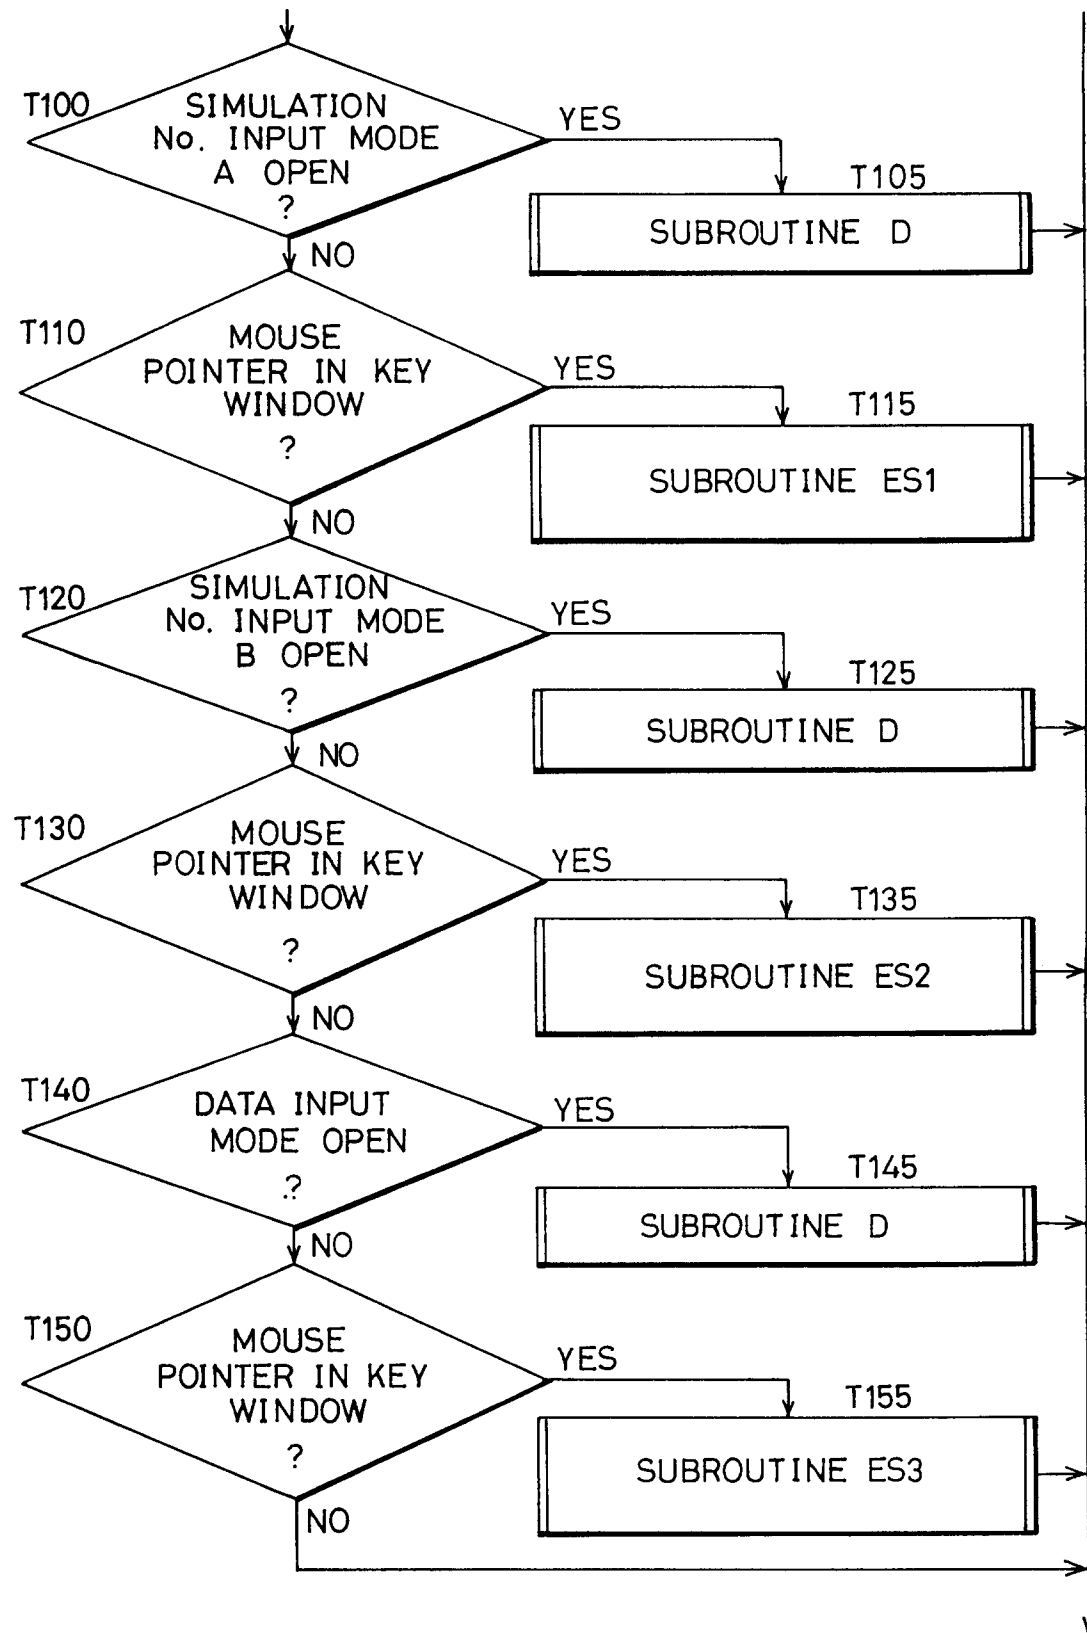 T100
SIMULATION
No. INPUT MODE
A OPEN
?
YES
T105
SUBROUTINE D
NO
T110
MOUSE
POINTER IN KEY
WINDOW
?
YES
T115
SUBROUTINE ES1
NO
T120
SIMULATION
No. INPUT MODE
B OPEN
?
YES
T125
SUBROUTINE D
NO
T130
MOUSE
POINTER IN KEY
WINDOW
?
YES
T135
SUBROUTINE ES2
NO
T140
DATA INPUT
MODE OPEN
?
YES
T145
SUBROUTINE D
NO
T150
MOUSE
POINTER IN KEY
WINDOW
?
YES
T155
SUBROUTINE ES3
NO